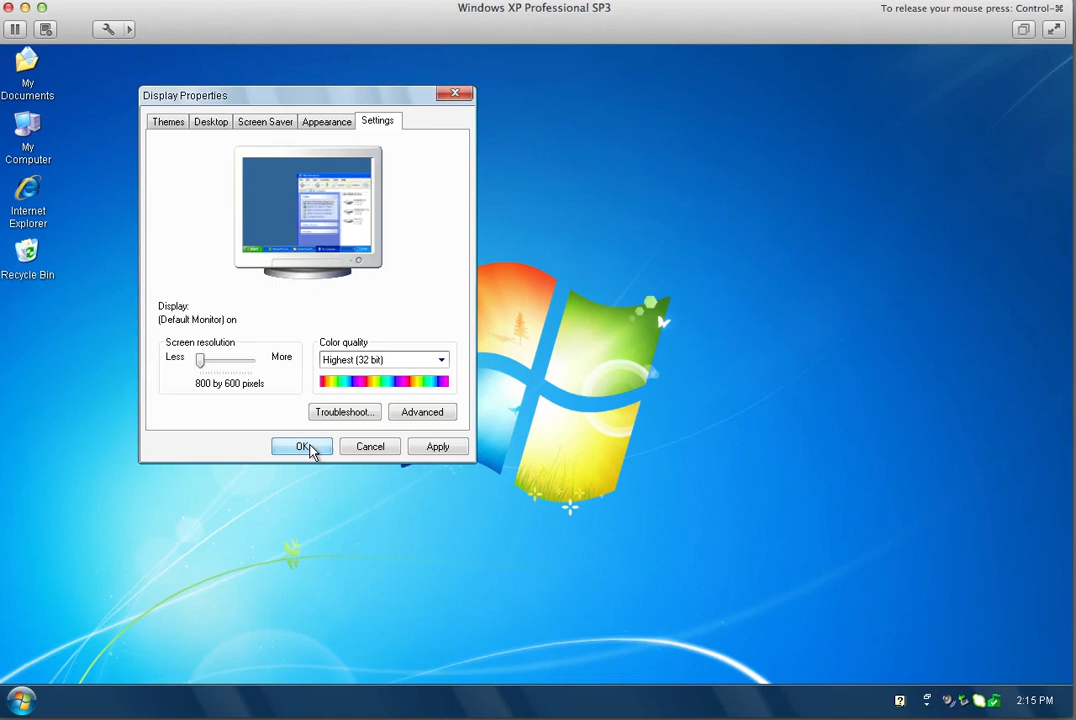 Windows XP Professional SP3
To release your mouse press: Control-⌘
My Documents
My Computer
Internet Explorer
Recycle Bin
Display Properties
Themes
Desktop
Screen Saver
Appearance
Settings
Display:
(Default Monitor) on
Screen resolution
Less
More
800 by 600 pixels
Color quality
Highest (32 bit)
Troubleshoot...
Advanced
OK
Cancel
Apply
2:15 PM